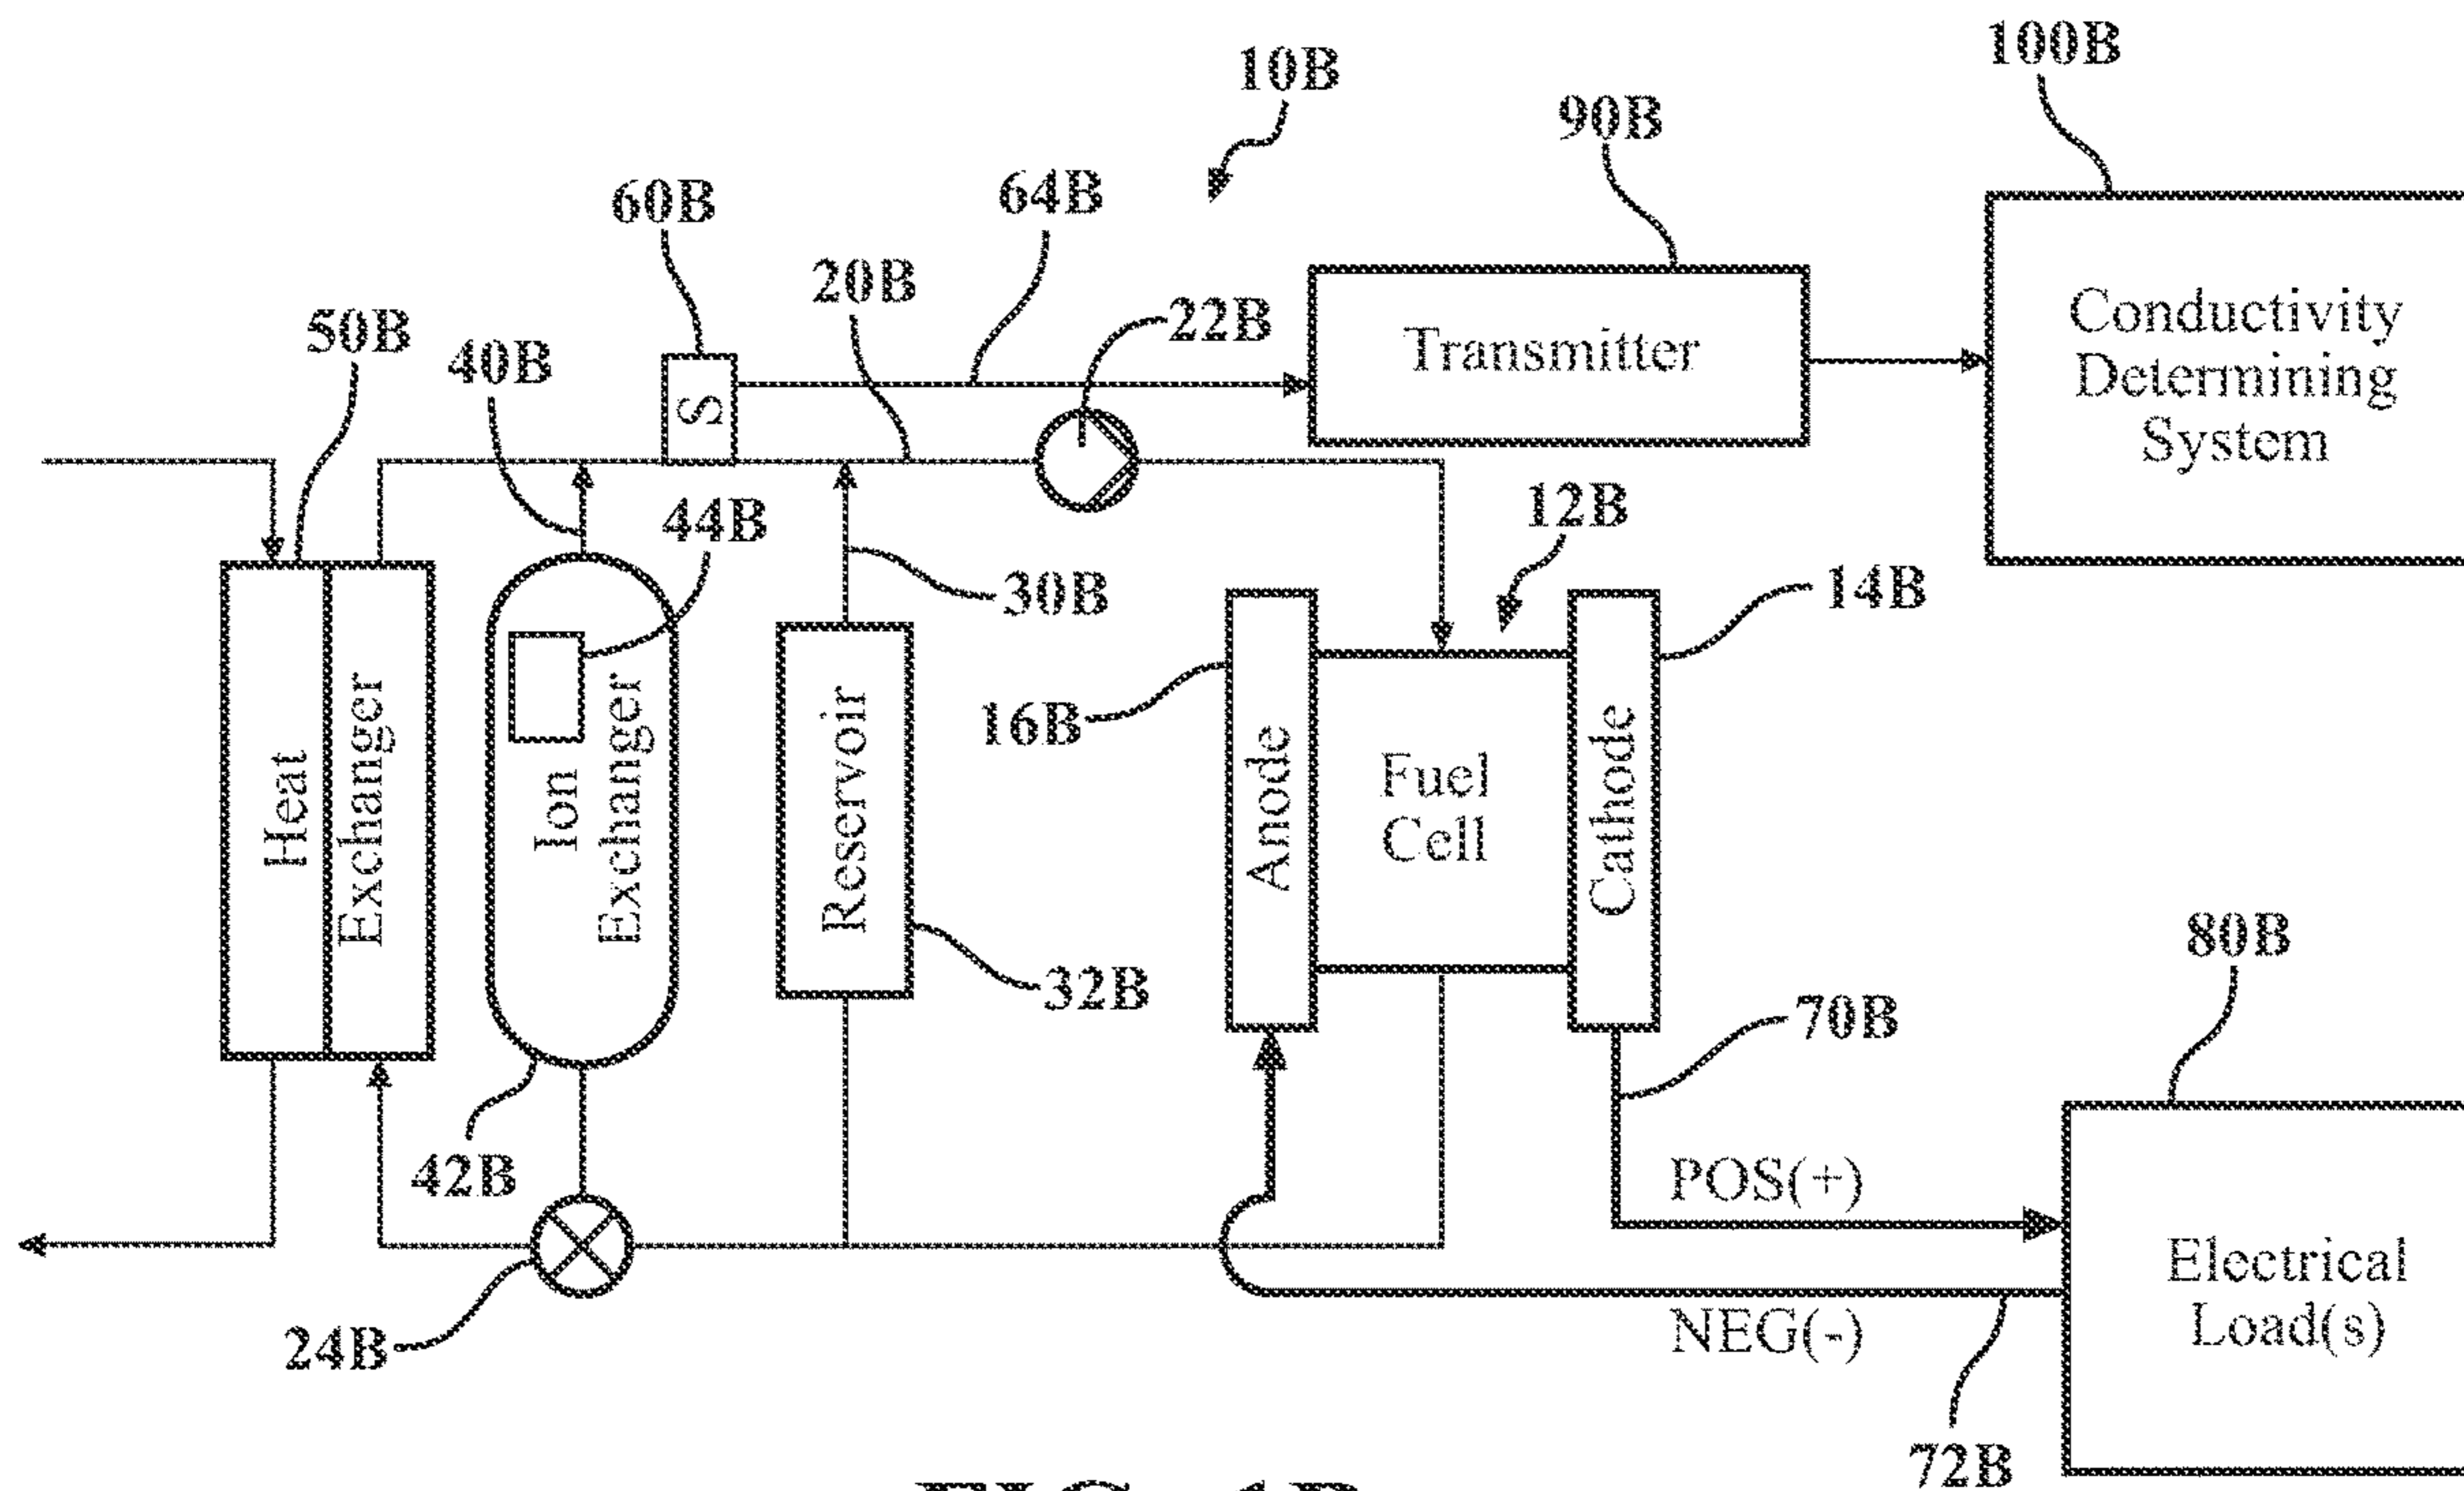 100B
10B
90B
60B
64B
20B
22B
50B
40B
S
Transmitter
Conductivity
Determining
System
44B
12B
14B
30B
16B
Heat
Exchanger
Ion
Exchanger
Reservoir
Anode
Fuel
Cell
Cathode
32B
80B
70B
42B
POS(+)
Electrical
Load(s)
NEG(-)
24B
72B